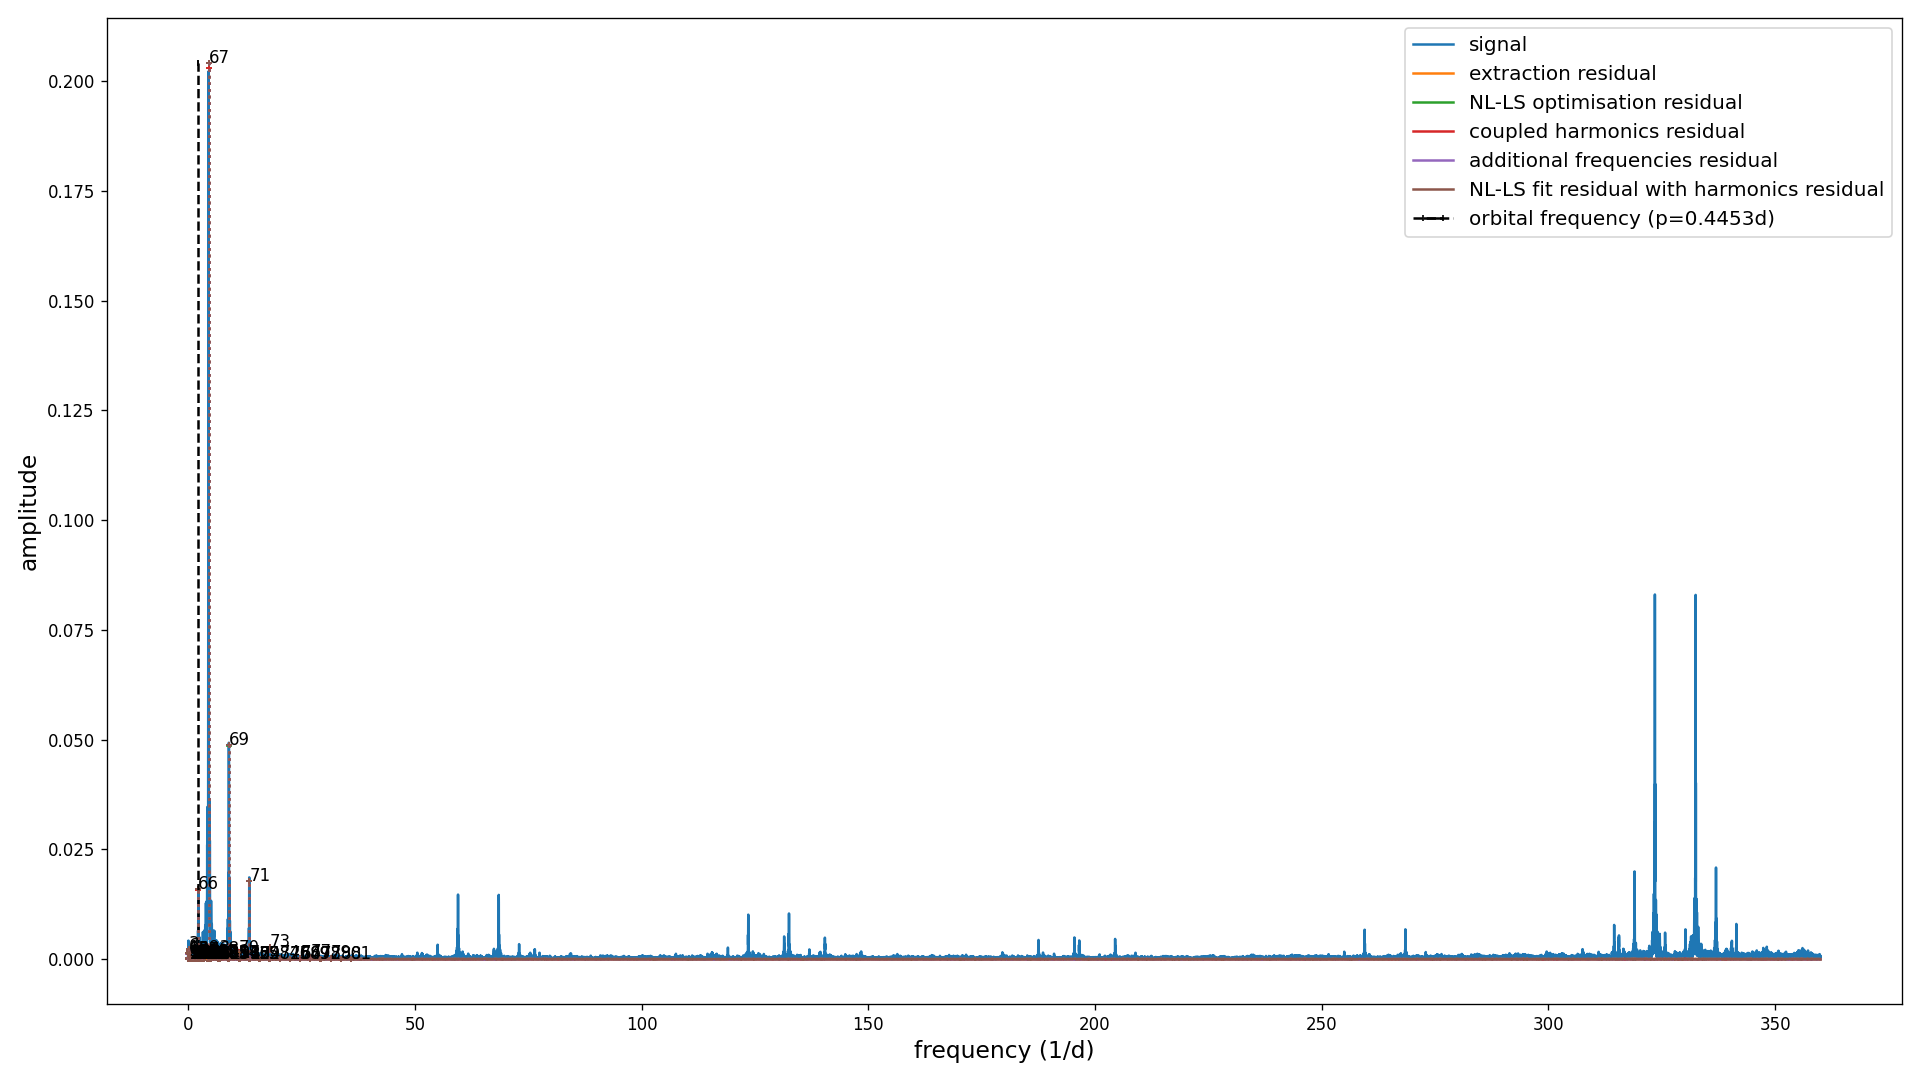 signal
extraction residual
NL-LS optimisation residual
coupled harmonics residual
additional frequencies residual
NL-LS fit residual with harmonics residual
orbital frequency (p=0.4453d)
amplitude
0.200
0.175
0.150
0.125
0.100
0.075
0.050
0.025
0.000
67
69
71
66
73
0
50
100
150
200
250
300
350
frequency (1/d)